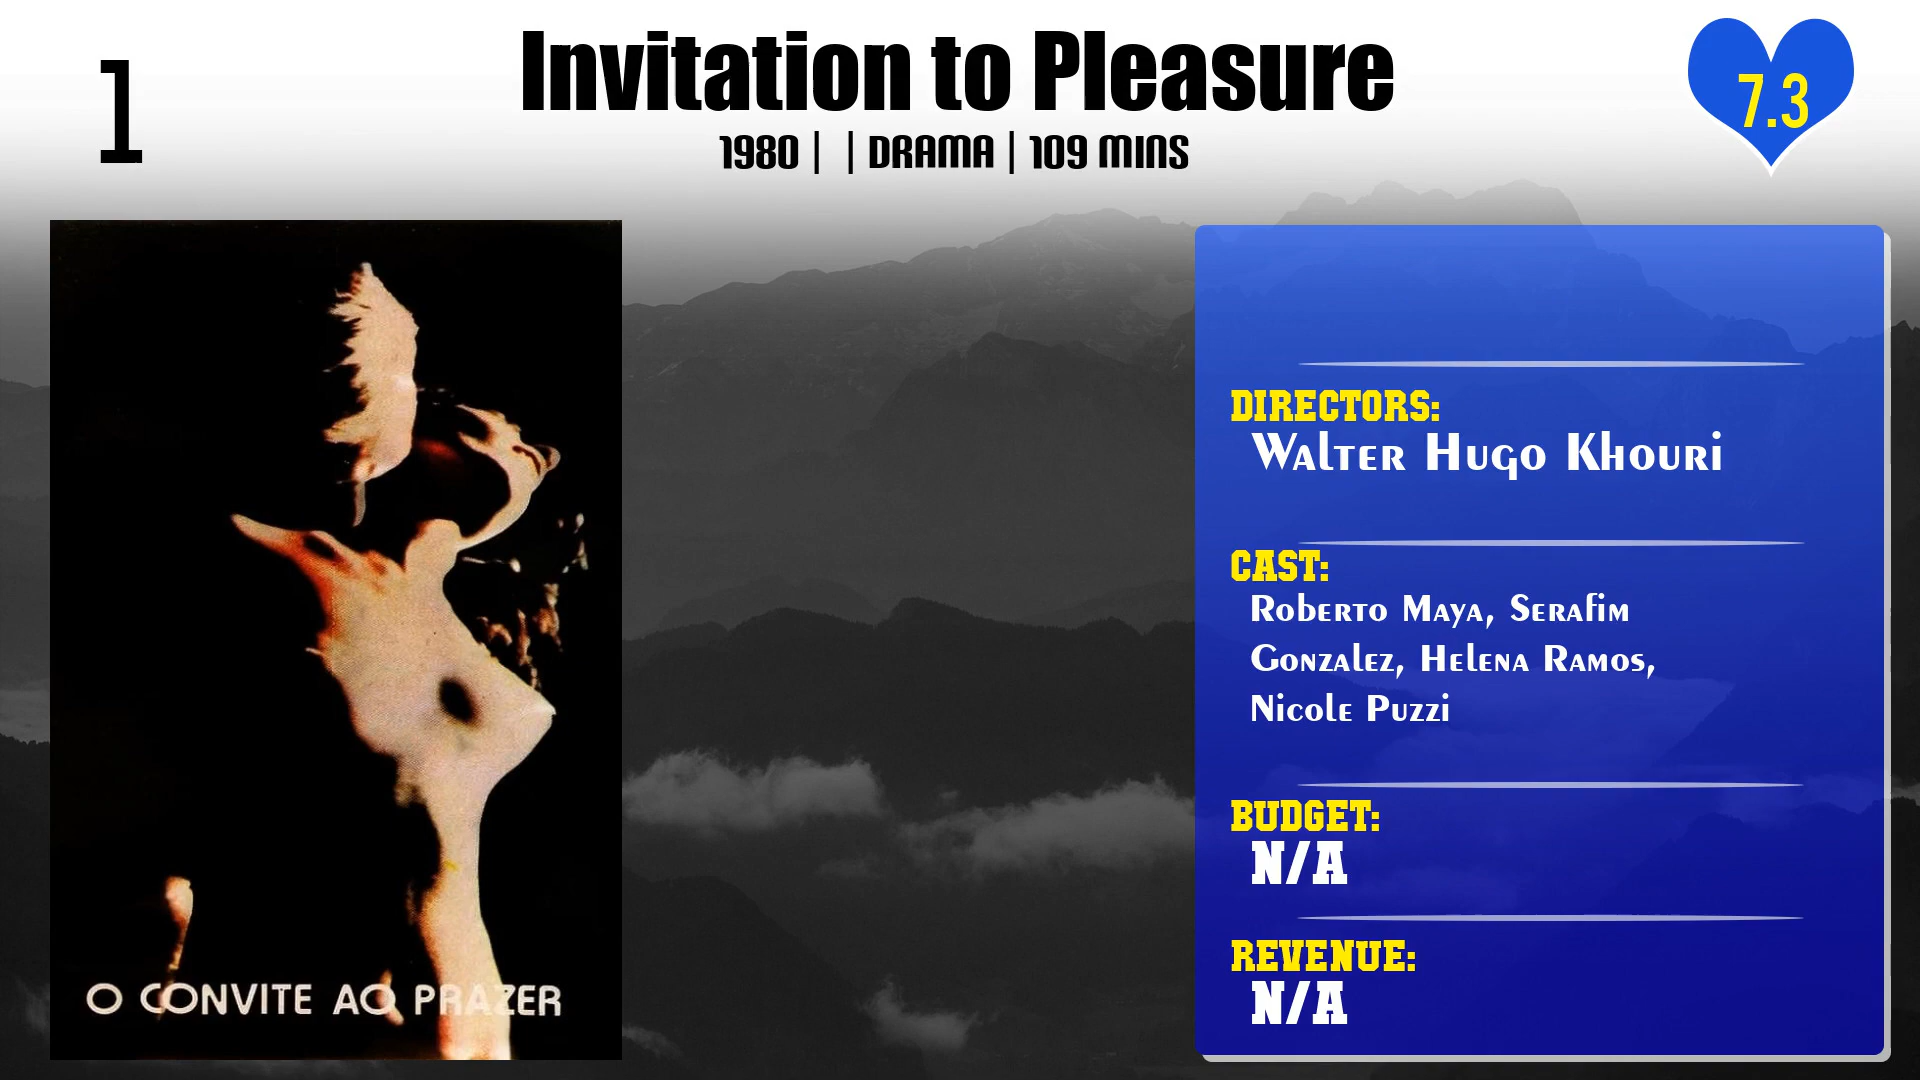 1
Invitation to Pleasure
7.3
1980 | | DRAMA | 109 MINS
DIRECTORS:
Walter Hugo Khouri
CAST:
Roberto Maya, Serafim
Gonzalez, Helena Ramos,
Nicole Puzzi
BUDGET:
N/A
REVENUE:
N/A
O CONVITE AO PRAZER